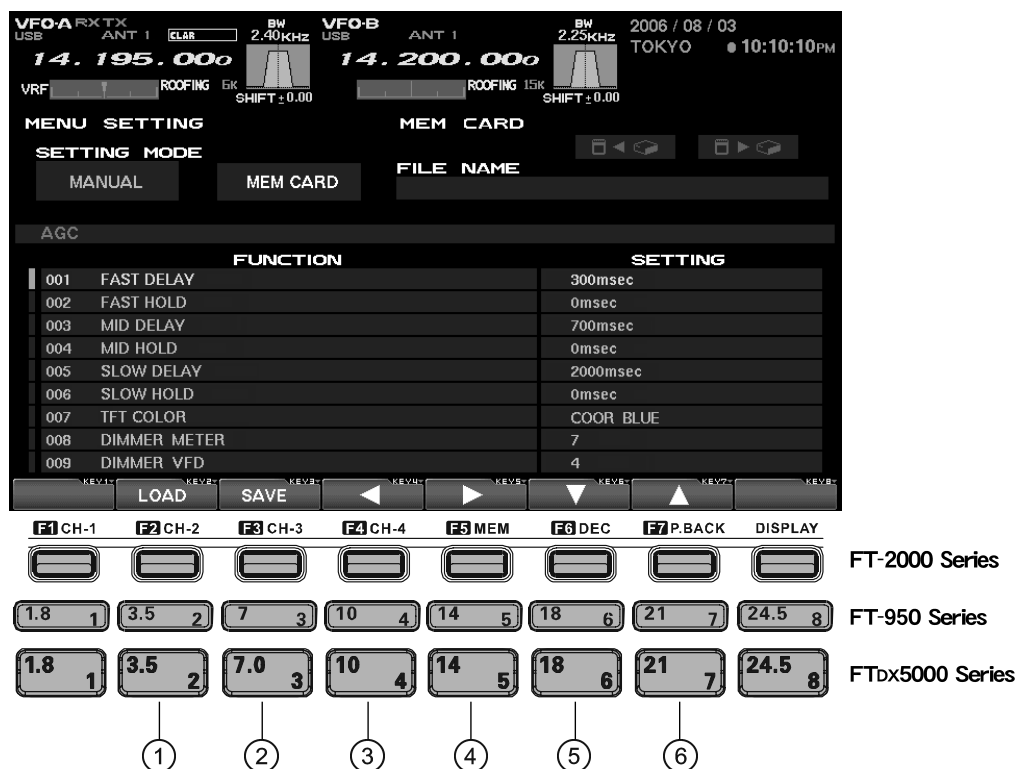 VFO-A RX TX BW VFO-B BW 2006 / 08 / 03
USB ANT 1 CLAR 2.40KHz USB ANT 1 2.25KHz TOKYO 10:10:10PM
14. 195. 00o 14. 200. 00o
VRF ROOFING 6K ROOFING 15K
SHIFT±0.00 SHIFT±0.00
MENU SETTING MEM CARD
SETTING MODE
MANUAL MEM CARD FILE NAME
AGC
FUNCTION SETTING
001 FAST DELAY 300msec
002 FAST HOLD 0msec
003 MID DELAY 700msec
004 MID HOLD 0msec
005 SLOW DELAY 2000msec
006 SLOW HOLD 0msec
007 TFT COLOR COOR BLUE
008 DIMMER METER 7
009 DIMMER VFD 4
KEY1 KEY2 KEY3 KEY4 KEY5 KEY6 KEY7 KEY8
LOAD SAVE ◀ ▶ ▼ ▲
F1 CH-1 F2 CH-2 F3 CH-3 F4 CH-4 F5 MEM F6 DEC F7 P.BACK DISPLAY
FT-2000 Series
1.8 1 3.5 2 7 3 10 4 14 5 18 6 21 7 24.5 8 FT-950 Series
1.8 1 3.5 2 7.0 3 10 4 14 5 18 6 21 7 24.5 8 FTDX5000 Series
1 2 3 4 5 6